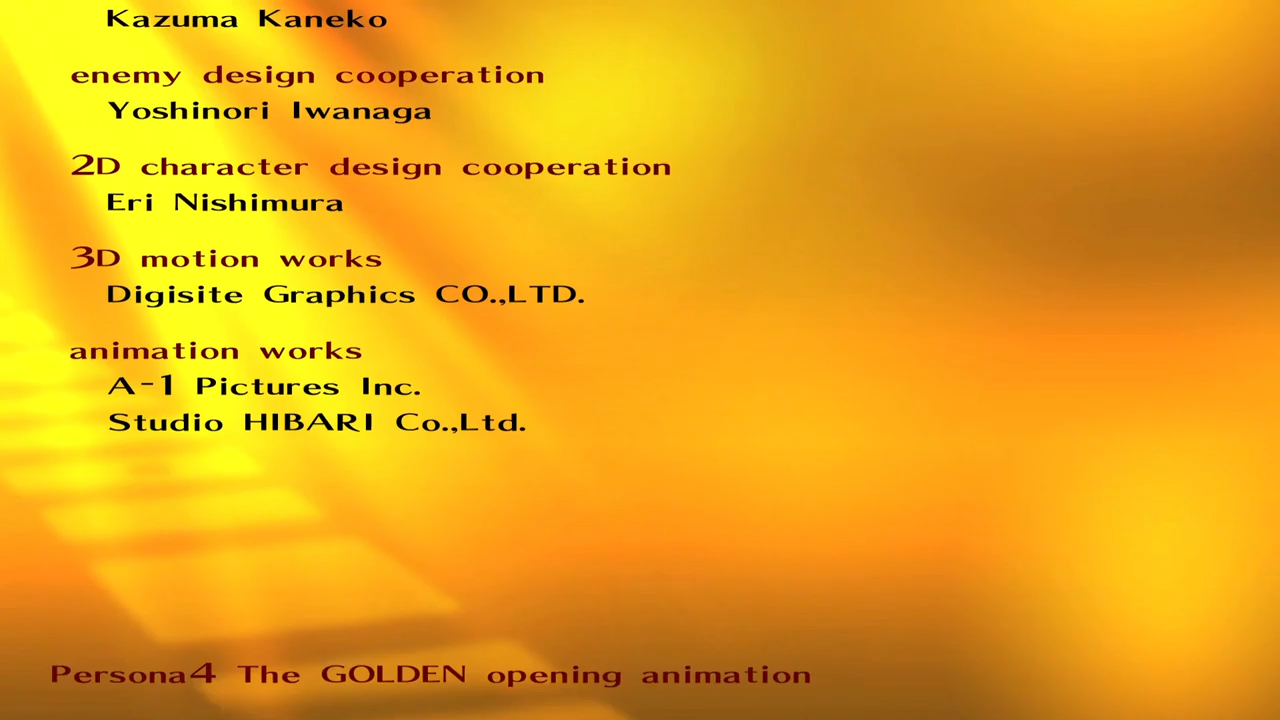 Kazuma Kaneko
enemy design cooperation
Yoshinori Iwanaga
2D character design cooperation
Eri Nishimura
3D motion works
Digisite Graphics CO.,LTD.
animation works
A-1 Pictures Inc.
Studio HIBARI Co.,Ltd.
Persona4 The GOLDEN opening animation